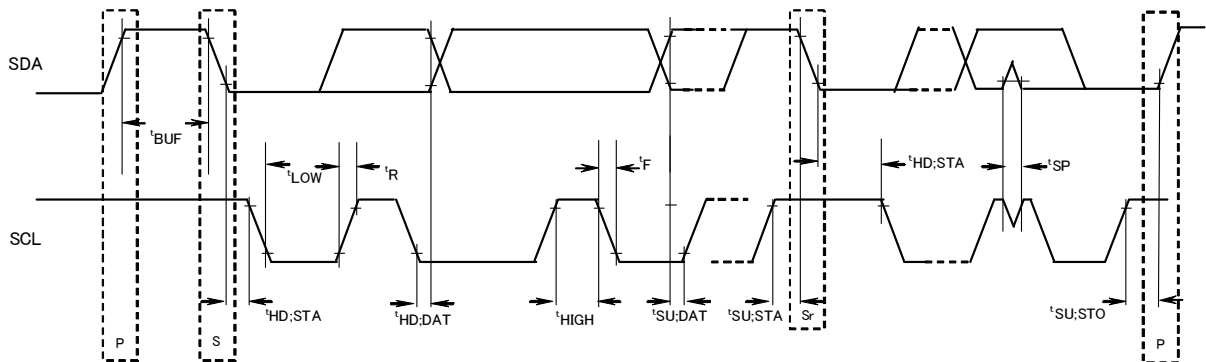 SDA
tBUF
tLOW
tR
tF
tHD;STA
tSP
SCL
tHD;STA
tHD;DAT
tHIGH
tSU;DAT
tSU;STA
Sr
tSU;STO
P
S
P